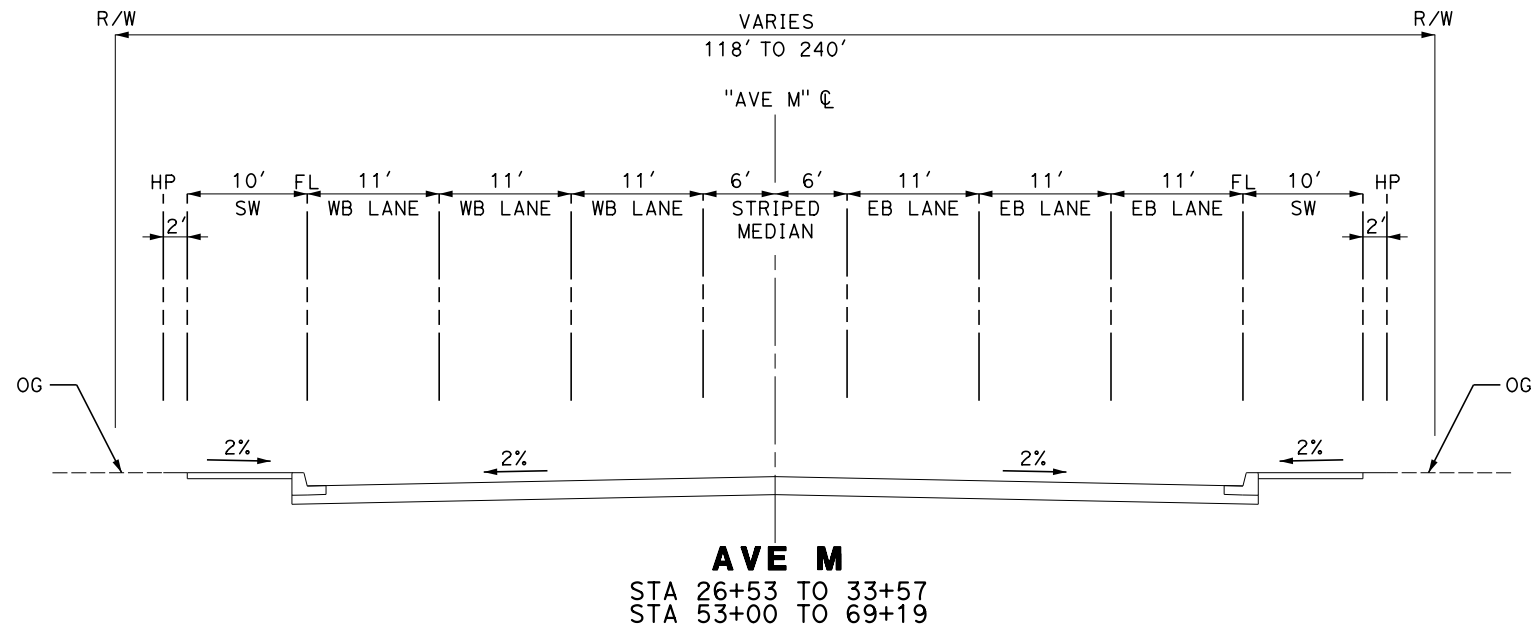 R/W VARIES R/W
118' TO 240'
"AVE M" ℄
HP 10' FL 11' 11' 11' 6' 6' 11' 11' 11' FL 10' HP
SW WB LANE WB LANE WB LANE STRIPED EB LANE EB LANE EB LANE SW
2' MEDIAN 2'
OG OG
2% 2% 2% 2%
AVE M
STA 26+53 TO 33+57
STA 53+00 TO 69+19